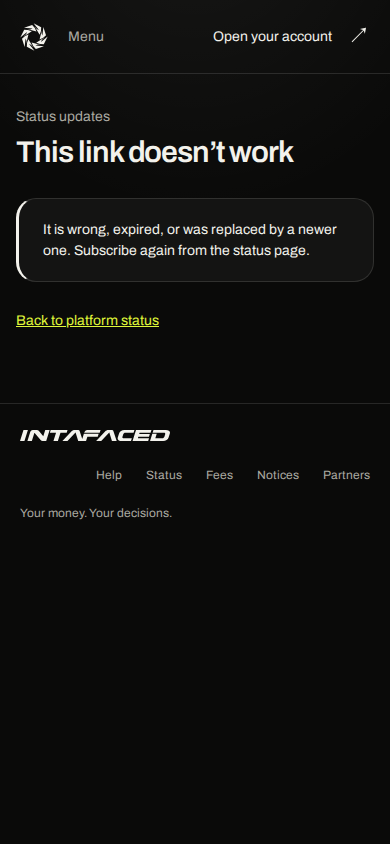 Menu
Open your account
Status updates
This link doesn’t work
It is wrong, expired, or was replaced by a newer
one. Subscribe again from the status page.
Back to platform status
INTAFACED
Help Status Fees Notices Partners
Your money. Your decisions.